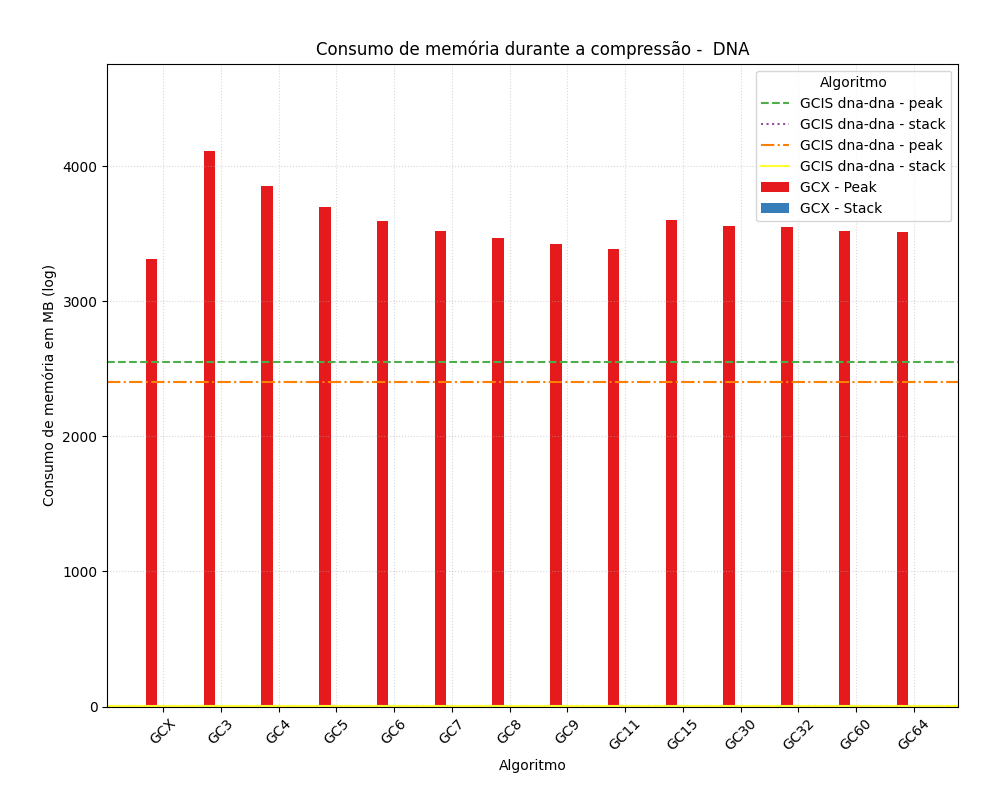 Consumo de memória durante a compressão -  DNA
Algoritmo
GCIS dna-dna - peak
GCIS dna-dna - stack
GCIS dna-dna - peak
GCIS dna-dna - stack
GCX - Peak
GCX - Stack
Consumo de memória em MB (log)
4000
3000
2000
1000
0
GCX
GC3
GC4
GC5
GC6
GC7
GC8
GC9
GC11
GC15
GC30
GC32
GC60
GC64
Algoritmo